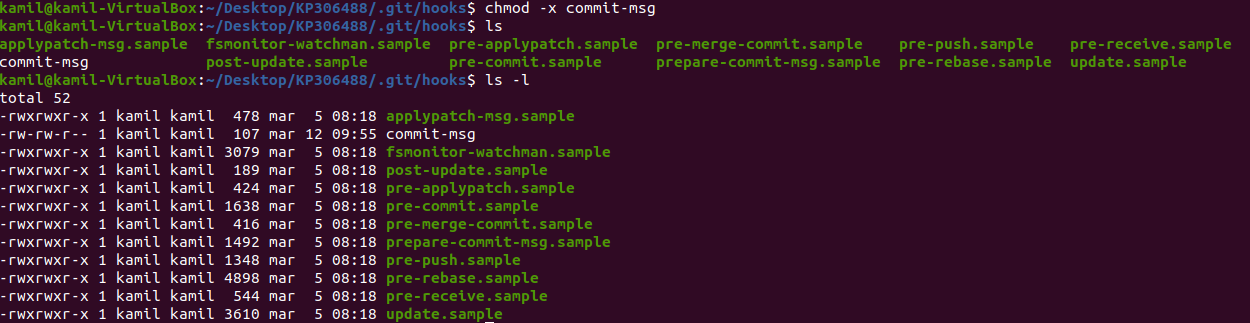 kamil@kamil-VirtualBox:~/Desktop/KP306488/.git/hooks$ chmod -x commit-msg
kamil@kamil-VirtualBox:~/Desktop/KP306488/.git/hooks$ ls
applypatch-msg.sample  fsmonitor-watchman.sample  pre-applypatch.sample  pre-merge-commit.sample    pre-push.sample    pre-receive.sample
commit-msg             post-update.sample         pre-commit.sample      prepare-commit-msg.sample  pre-rebase.sample  update.sample
kamil@kamil-VirtualBox:~/Desktop/KP306488/.git/hooks$ ls -l
total 52
-rwxrwxr-x 1 kamil kamil  478 mar  5 08:18 applypatch-msg.sample
-rw-rw-r-- 1 kamil kamil  107 mar 12 09:55 commit-msg
-rwxrwxr-x 1 kamil kamil 3079 mar  5 08:18 fsmonitor-watchman.sample
-rwxrwxr-x 1 kamil kamil  189 mar  5 08:18 post-update.sample
-rwxrwxr-x 1 kamil kamil  424 mar  5 08:18 pre-applypatch.sample
-rwxrwxr-x 1 kamil kamil 1638 mar  5 08:18 pre-commit.sample
-rwxrwxr-x 1 kamil kamil  416 mar  5 08:18 pre-merge-commit.sample
-rwxrwxr-x 1 kamil kamil 1492 mar  5 08:18 prepare-commit-msg.sample
-rwxrwxr-x 1 kamil kamil 1348 mar  5 08:18 pre-push.sample
-rwxrwxr-x 1 kamil kamil 4898 mar  5 08:18 pre-rebase.sample
-rwxrwxr-x 1 kamil kamil  544 mar  5 08:18 pre-receive.sample
-rwxrwxr-x 1 kamil kamil 3610 mar  5 08:18 update.sample